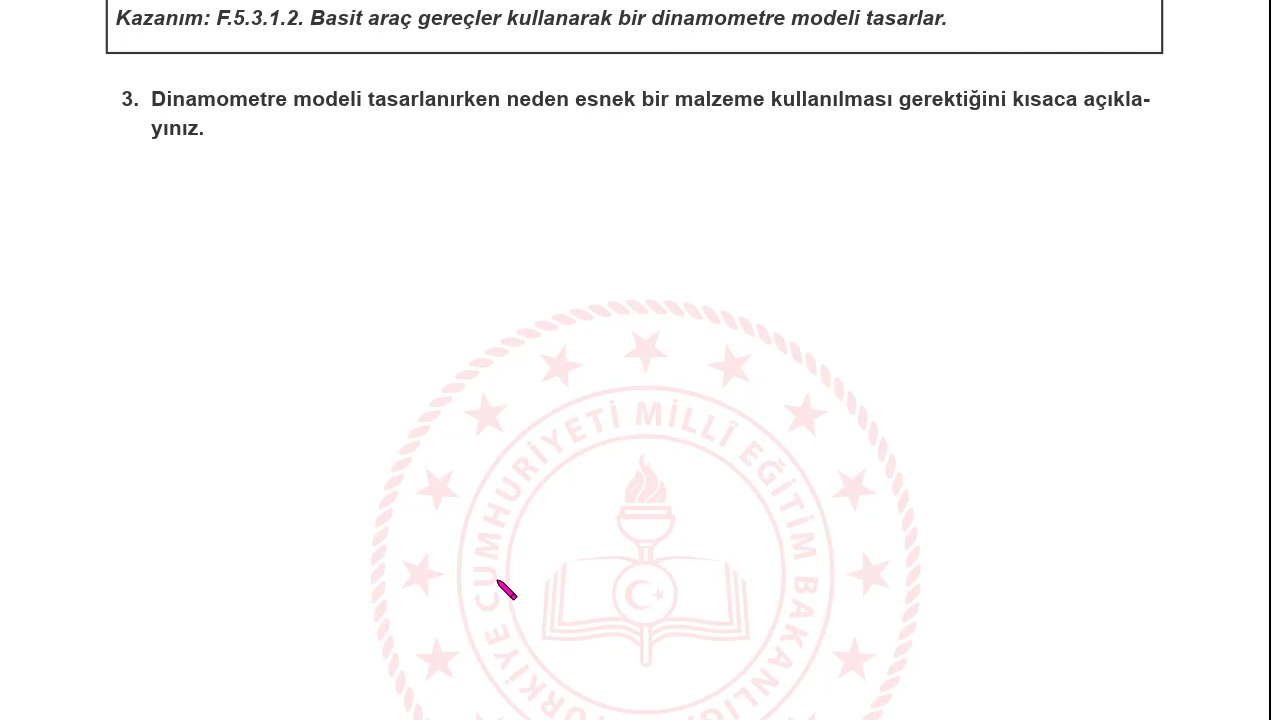 Kazanım: F.5.3.1.2. Basit araç gereçler kullanarak bir dinamometre modeli tasarlar.
3. Dinamometre modeli tasarlanırken neden esnek bir malzeme kullanılması gerektiğini kısaca açıkla-
yınız.
TÜRKİYE CUMHURİYETİ MİLLÎ EĞİTİM BAKANLIĞI